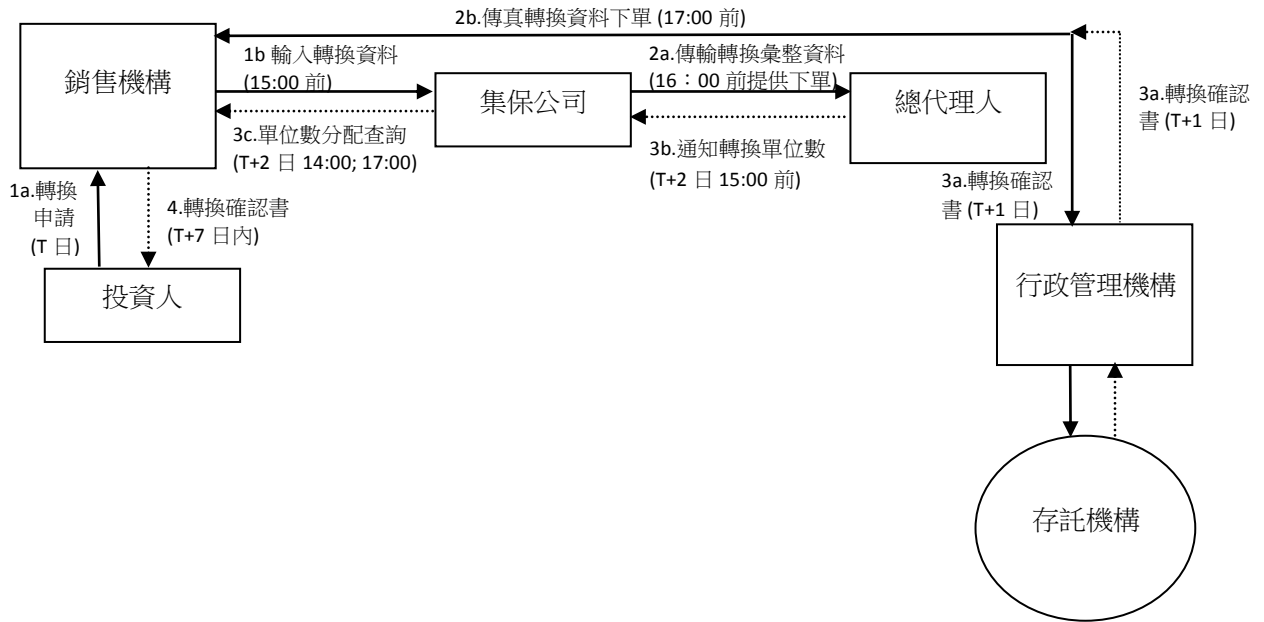 2b.傳真轉換資料下單 (17:00 前)
銷售機構
1b 輸入轉換資料
(15:00 前)
集保公司
2a.傳輸轉換彙整資料
(16：00 前提供下單)
總代理人
3a.轉換確認
書 (T+1 日)
3c.單位數分配查詢
(T+2 日 14:00; 17:00)
3b.通知轉換單位數
(T+2 日 15:00 前)
3a.轉換確認
書 (T+1 日)
1a.轉換
申請
(T 日)
4.轉換確認書
(T+7 日內)
投資人
行政管理機構
存託機構